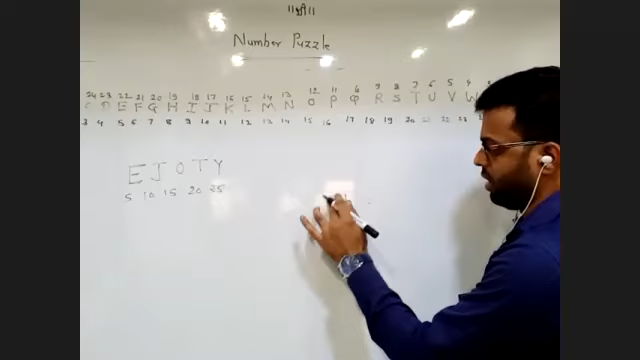 ॥श्री॥
Number Puzzle
24 23 22 21 20 19 18 17 16 15 14 13 12 11 9 8 7 6 5 4
D E F G H I J K L M N O P Q R S T U V W
3 4 5 6 7 8 9 10 11 12 13 14 15 16 17 18 19 20 21 22 23
E J O T Y
5 10 15 20 25